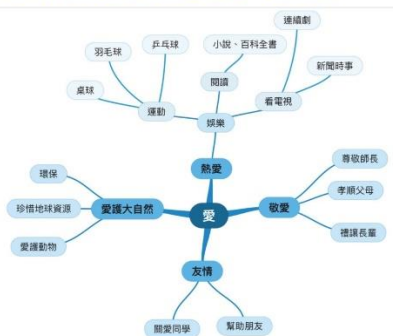 連續劇
乒乓球
小說、百科全書
羽毛球
新聞時事
閱讀
桌球
運動
看電視
娛樂
尊敬師長
熱愛
環保
孝順父母
珍惜地球資源
愛護大自然
愛
敬愛
愛護動物
禮讓長輩
友情
關愛同學
幫助朋友